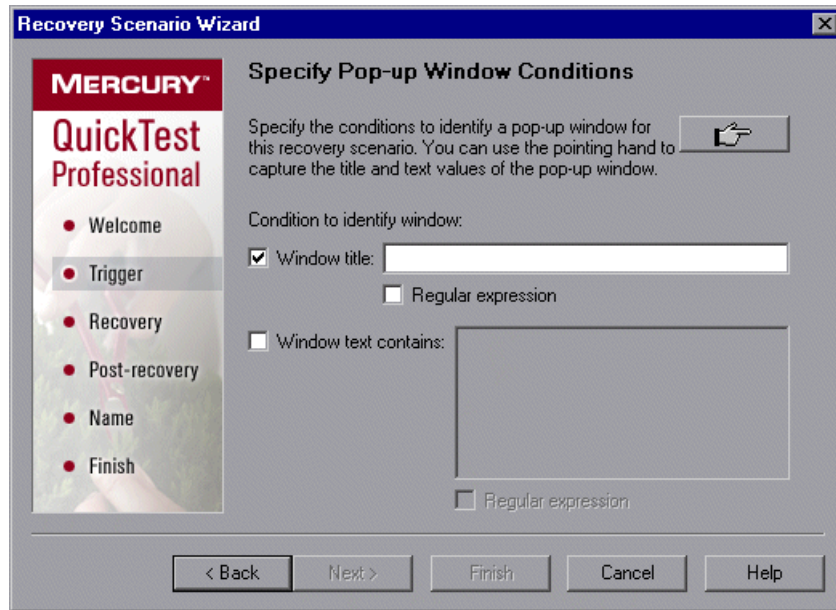 Recovery Scenario Wizard
MERCURY™
QuickTest
Professional
Welcome
Trigger
Recovery
Post-recovery
Name
Finish
Specify Pop-up Window Conditions
Specify the conditions to identify a pop-up window for
this recovery scenario. You can use the pointing hand to
capture the title and text values of the pop-up window.
Condition to identify window:
Window title:
Regular expression
Window text contains:
Regular expression
< Back
Next >
Finish
Cancel
Help